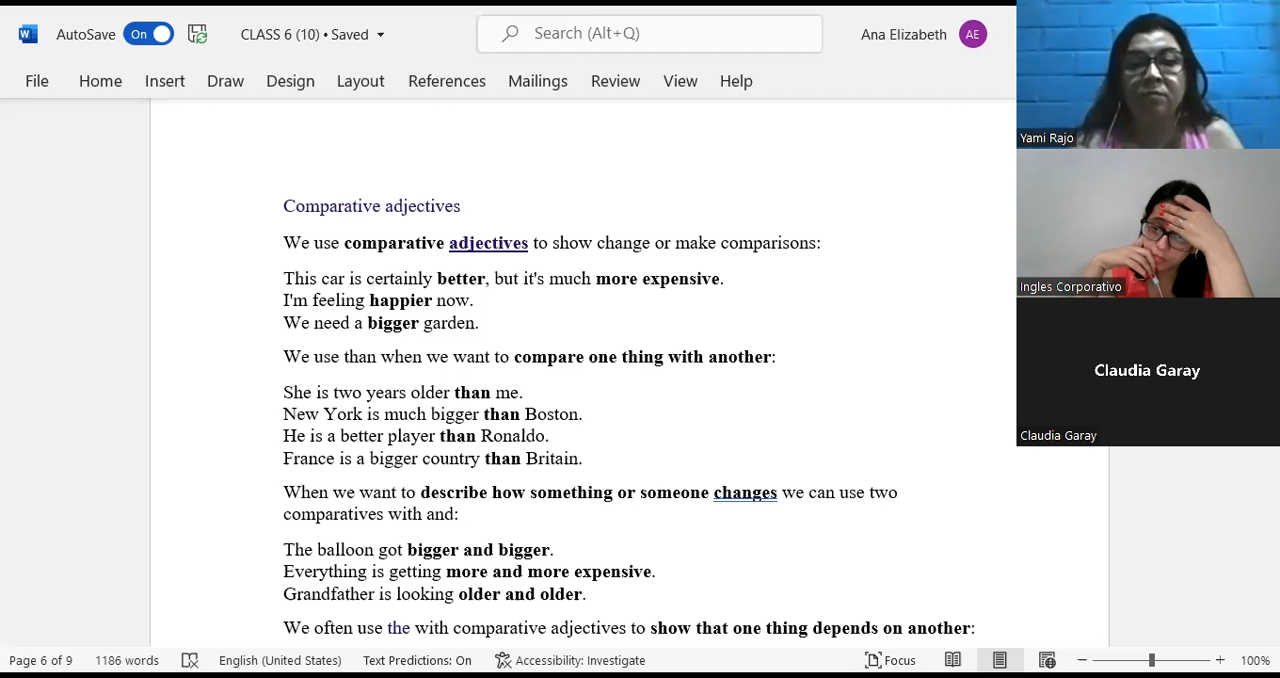 AutoSave On CLASS 6 (10) • Saved Search (Alt+Q) Ana Elizabeth AE
File Home Insert Draw Design Layout References Mailings Review View Help
Comparative adjectives
We use comparative adjectives to show change or make comparisons:
This car is certainly better, but it's much more expensive.
I'm feeling happier now.
We need a bigger garden.
We use than when we want to compare one thing with another:
She is two years older than me.
New York is much bigger than Boston.
He is a better player than Ronaldo.
France is a bigger country than Britain.
When we want to describe how something or someone changes we can use two
comparatives with and:
The balloon got bigger and bigger.
Everything is getting more and more expensive.
Grandfather is looking older and older.
We often use the with comparative adjectives to show that one thing depends on another:
Page 6 of 9 1186 words English (United States) Text Predictions: On Accessibility: Investigate Focus 100%
Yami Rajo
Ingles Corporativo
Claudia Garay
Claudia Garay